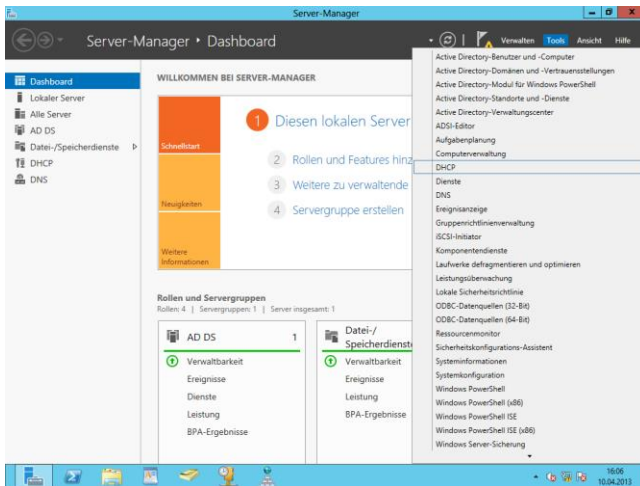 Server-Manager
Server-Manager • Dashboard
Verwalten Tools Ansicht Hilfe
Dashboard
Lokaler Server
Alle Server
AD DS
Datei-/Speicherdienste
DHCP
DNS
WILLKOMMEN BEI SERVER-MANAGER
Schnellstart
Neuigkeiten
Weitere
Informationen
1 Diesen lokalen Server
2 Rollen und Features hinz
3 Weitere zu verwaltende
4 Servergruppe erstellen
Rollen und Servergruppen
Rollen: 4 | Servergruppen: 1 | Server insgesamt: 1
AD DS 1
Verwaltbarkeit
Ereignisse
Dienste
Leistung
BPA-Ergebnisse
Datei-/
Speicherdienst
Verwaltbarkeit
Ereignisse
Leistung
BPA-Ergebnisse
Active Directory-Benutzer und -Computer
Active Directory-Domänen und -Vertrauensstellungen
Active Directory-Modul für Windows PowerShell
Active Directory-Standorte und -Dienste
Active Directory-Verwaltungscenter
ADSI-Editor
Aufgabenplanung
Computerverwaltung
DHCP
Dienste
DNS
Ereignisanzeige
Gruppenrichtlinienverwaltung
iSCSI-Initiator
Komponentendienste
Laufwerke defragmentieren und optimieren
Leistungsüberwachung
Lokale Sicherheitsrichtlinie
ODBC-Datenquellen (32-Bit)
ODBC-Datenquellen (64-Bit)
Ressourcenmonitor
Sicherheitskonfigurations-Assistent
Systeminformationen
Systemkonfiguration
Windows PowerShell
Windows PowerShell (x86)
Windows PowerShell ISE
Windows PowerShell ISE (x86)
Windows Server-Sicherung
16:06
10.04.2013